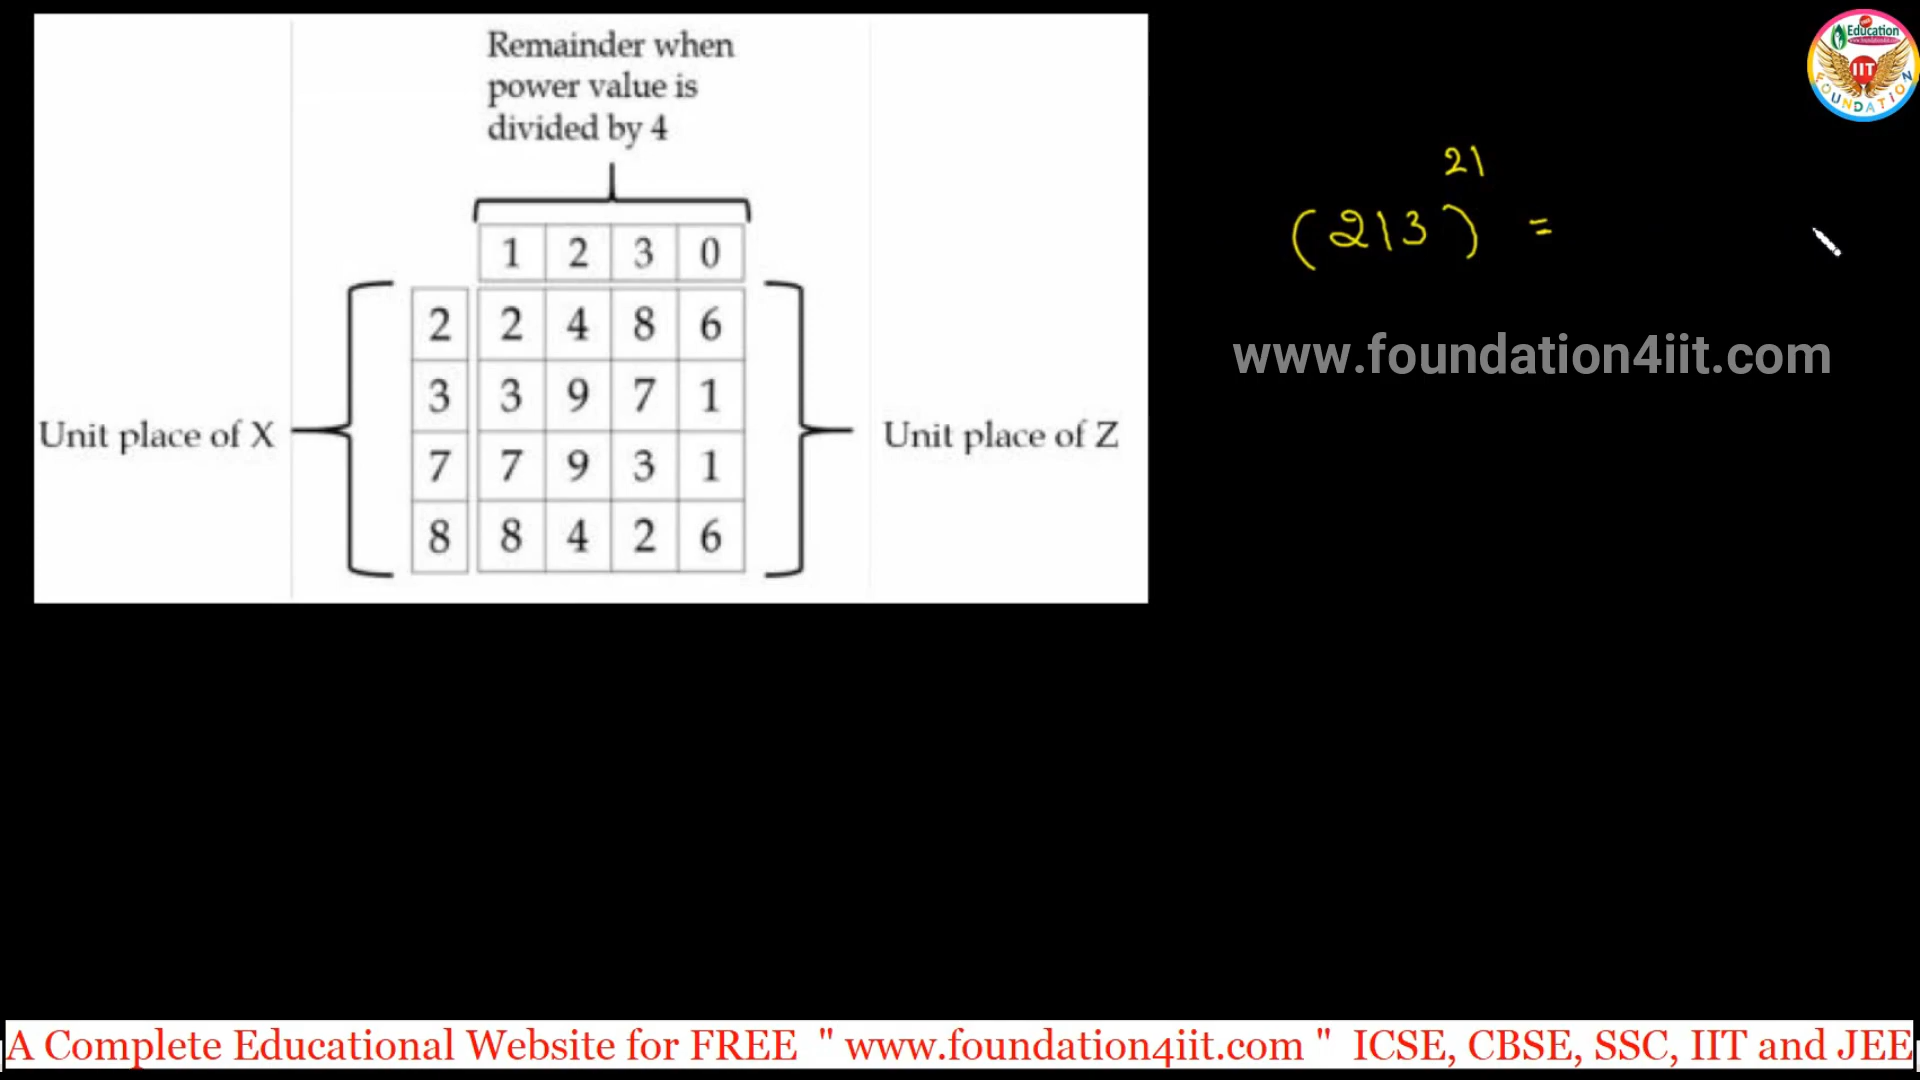 Remainder when
power value is
divided by 4
1 2 3 0
2 2 4 8 6
3 3 9 7 1
7 7 9 3 1
8 8 4 2 6
Unit place of X
Unit place of Z
(213)²¹ =
www.foundation4iit.com
Education
IIT
FOUNDATION
A Complete Educational Website for FREE " www.foundation4iit.com " ICSE, CBSE, SSC, IIT and JEE